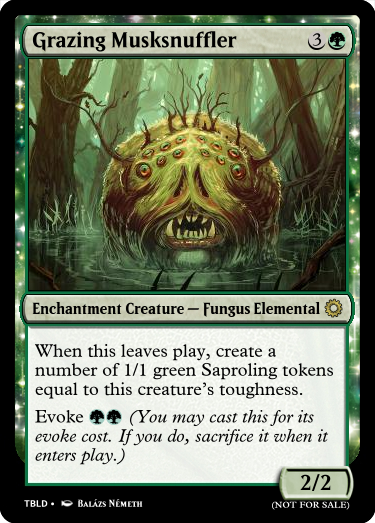 Grazing Musksnuffler 3
Enchantment Creature — Fungus Elemental
When this leaves play, create a
number of 1/1 green Saproling tokens
equal to this creature's toughness.
Evoke (You may cast this for its
evoke cost. If you do, sacrifice it when it
enters play.)
2/2
TBLD • Balázs Németh
(NOT FOR SALE)